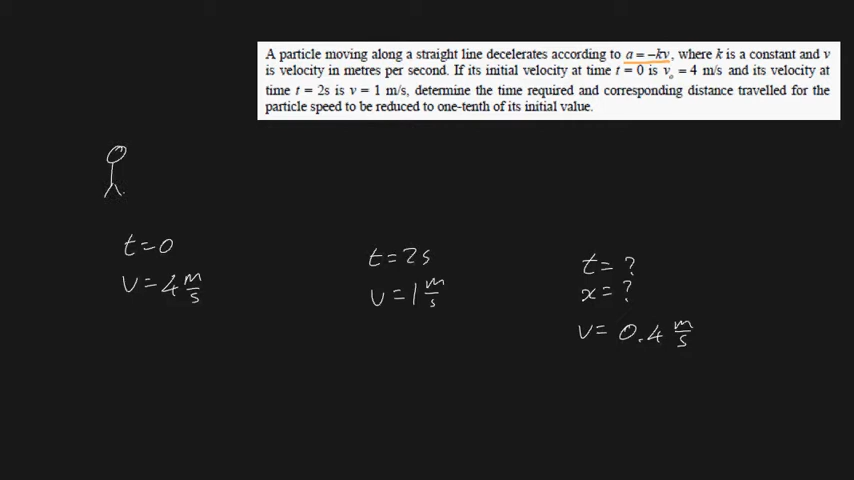 A particle moving along a straight line decelerates according to a = –kv, where k is a constant and v
is velocity in metres per second. If its initial velocity at time t = 0 is vₒ = 4 m/s and its velocity at
time t = 2s is v = 1 m/s, determine the time required and corresponding distance travelled for the
particle speed to be reduced to one-tenth of its initial value.
t=0
v=4 m/s
t=2s
v=1 m/s
t=?
x=?
v=0.4 m/s